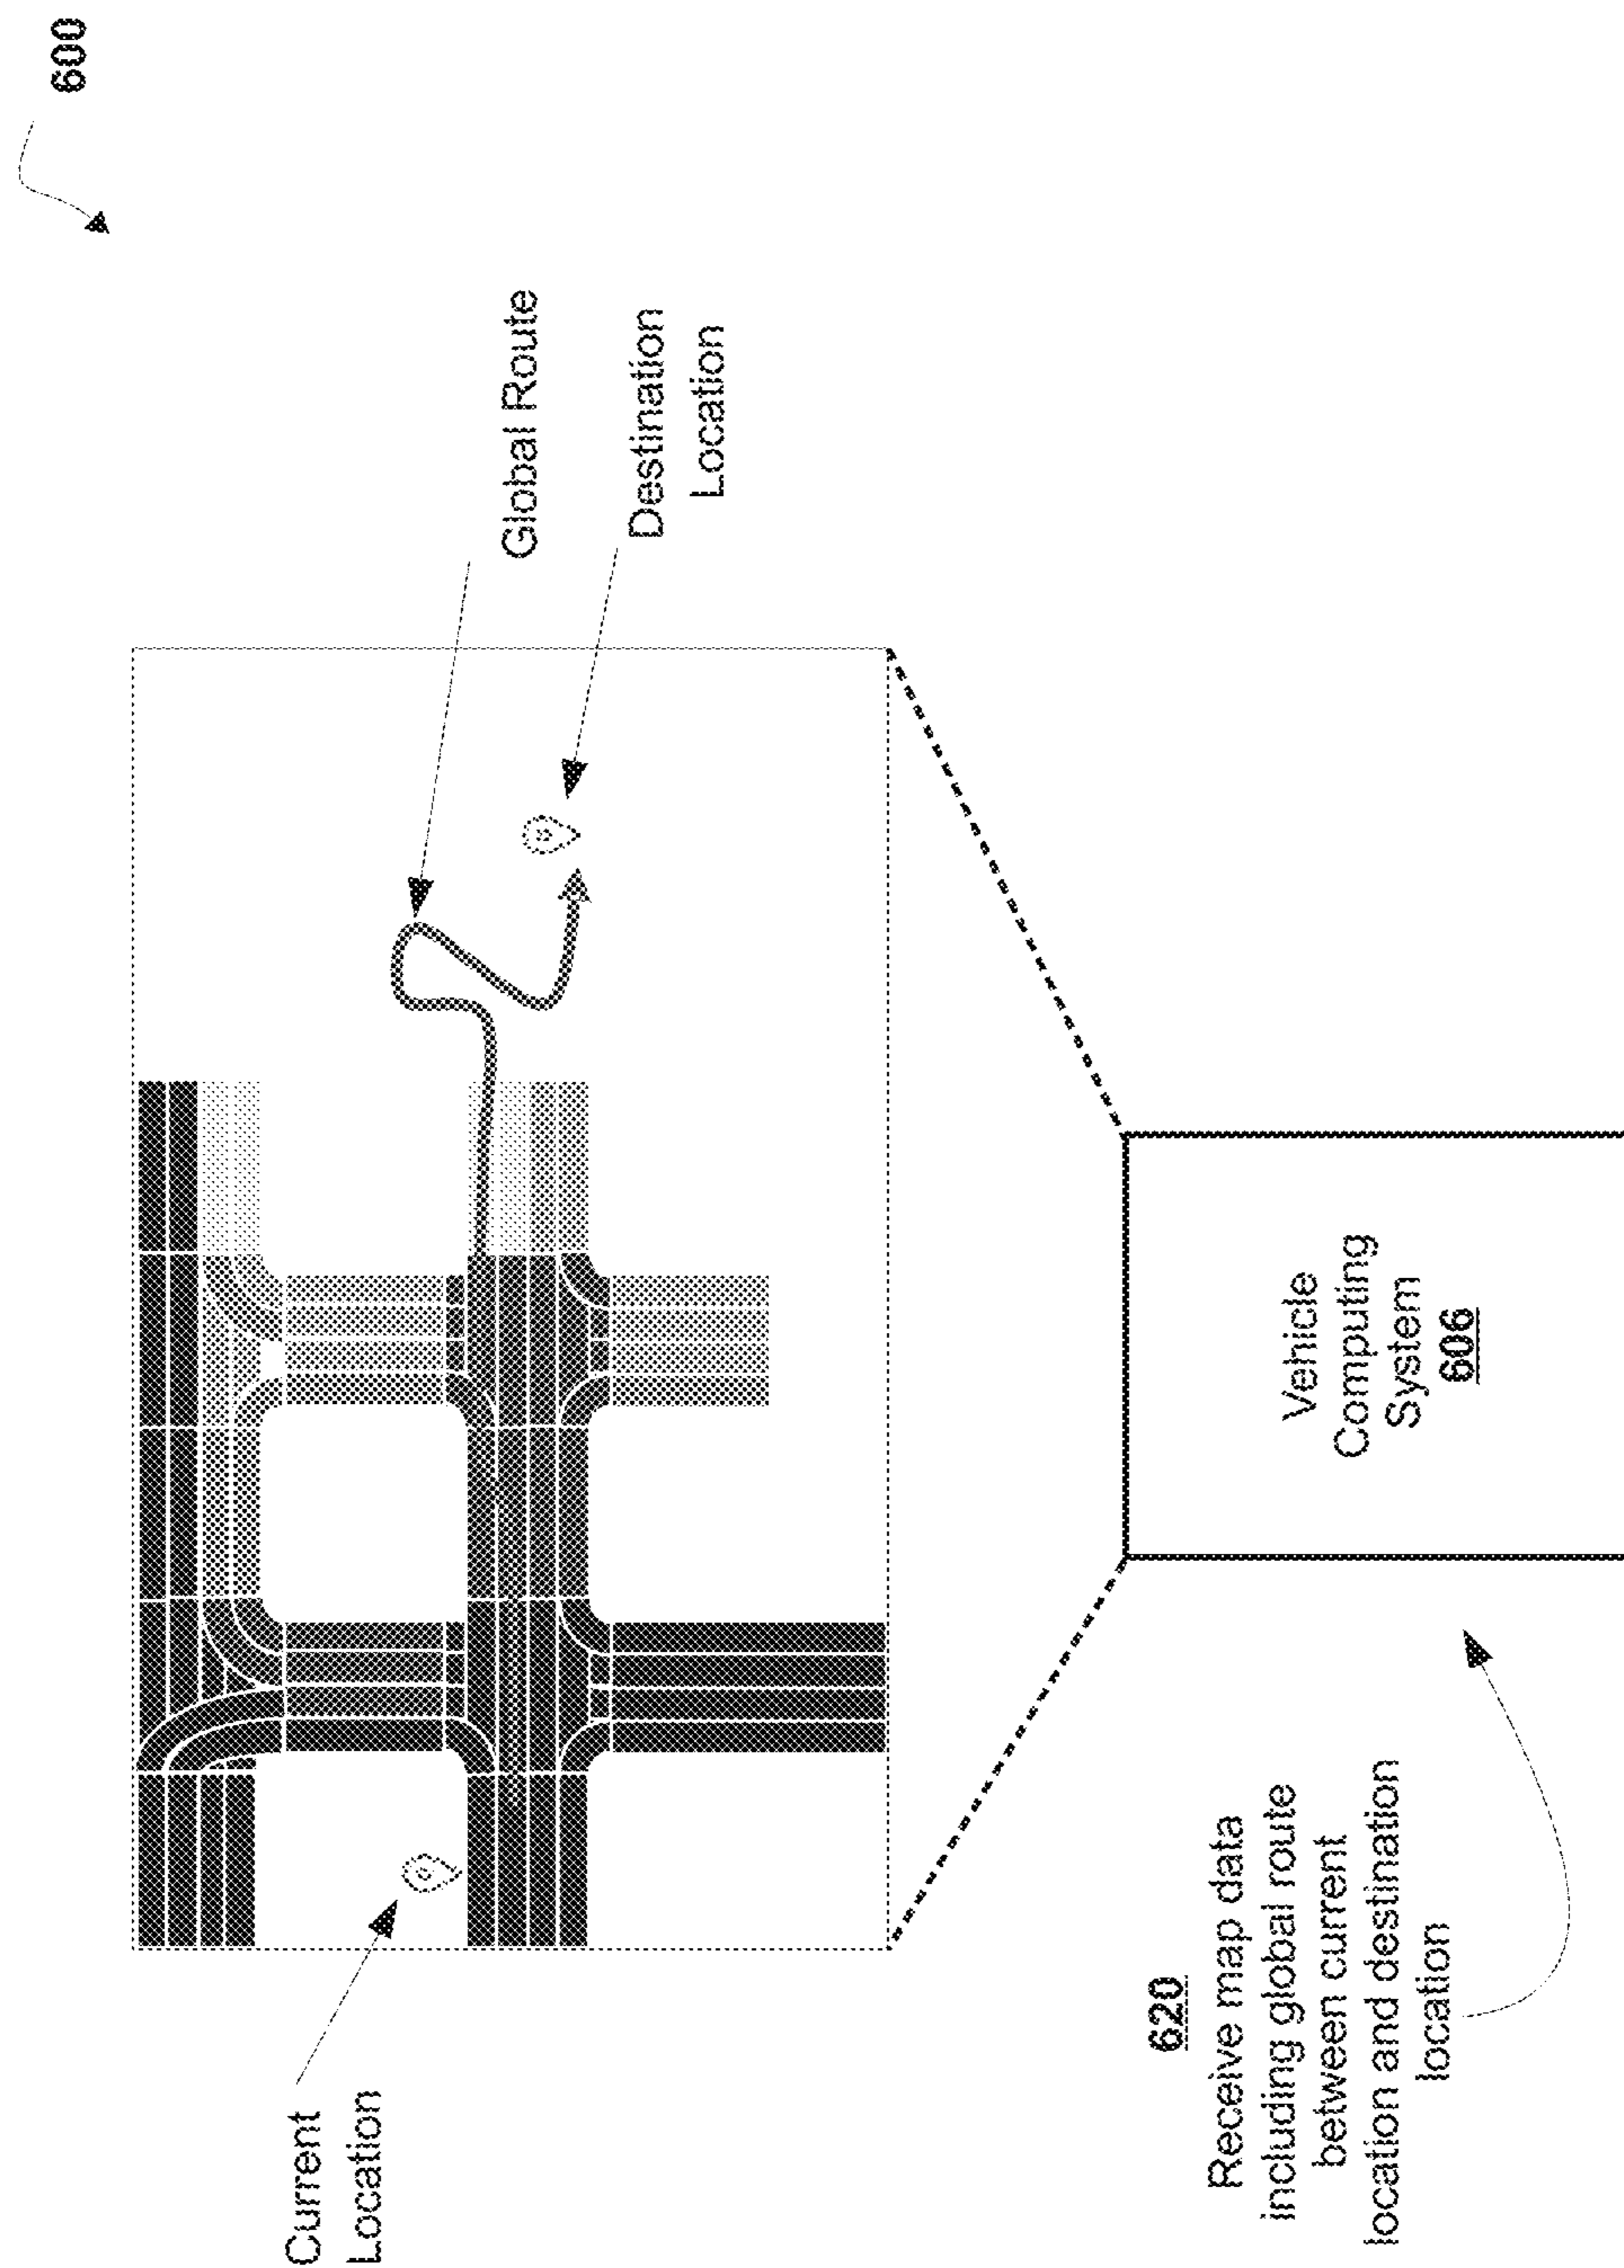 600
Global Route
Destination
Location
Current
Location
620
Receive map data
including global route
between current
location and destination
location
Vehicle
Computing
System
606